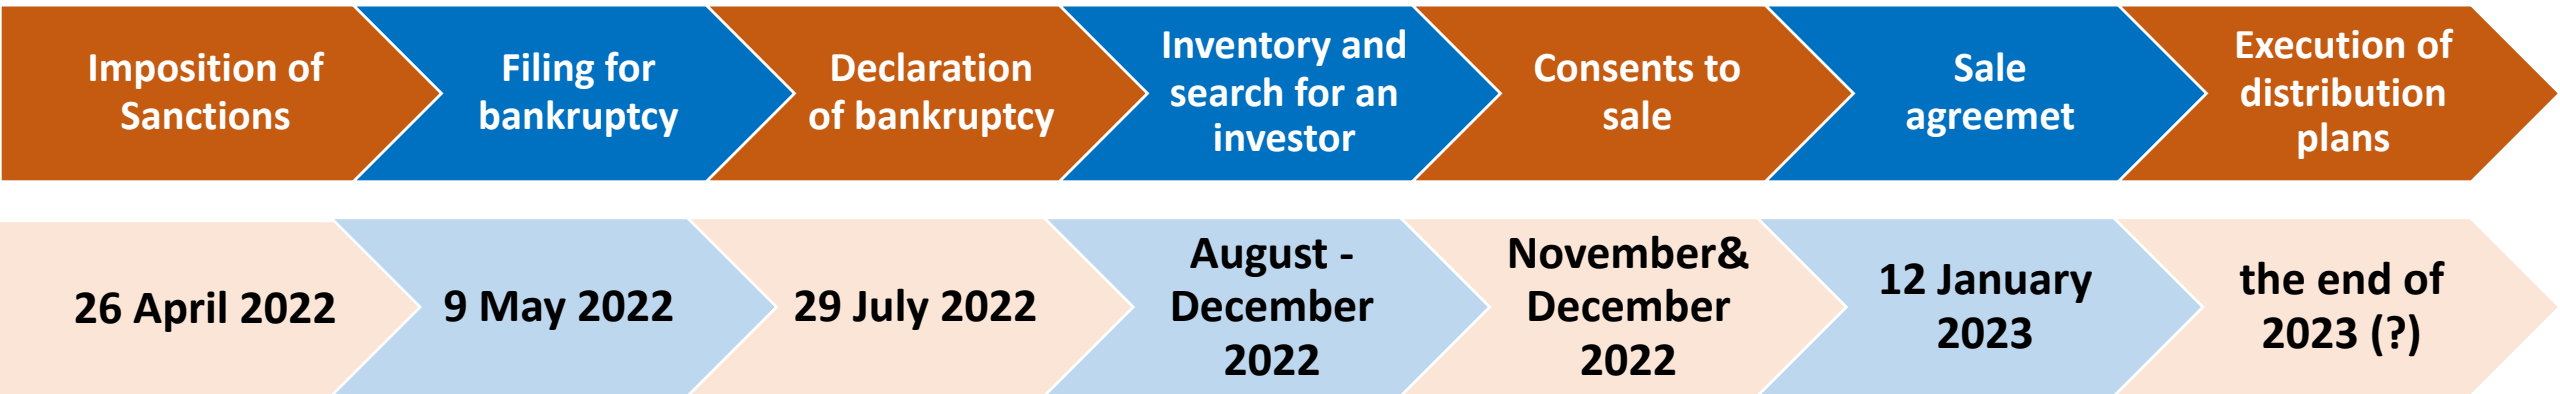 Imposition of
Sanctions
Filing for
bankruptcy
Declaration
of bankruptcy
Inventory and
search for an
investor
Consents to
sale
Sale
agreemet
Execution of
distribution
plans
26 April 2022
9 May 2022
29 July 2022
August -
December
2022
November&
December
2022
12 January
2023
the end of
2023 (?)